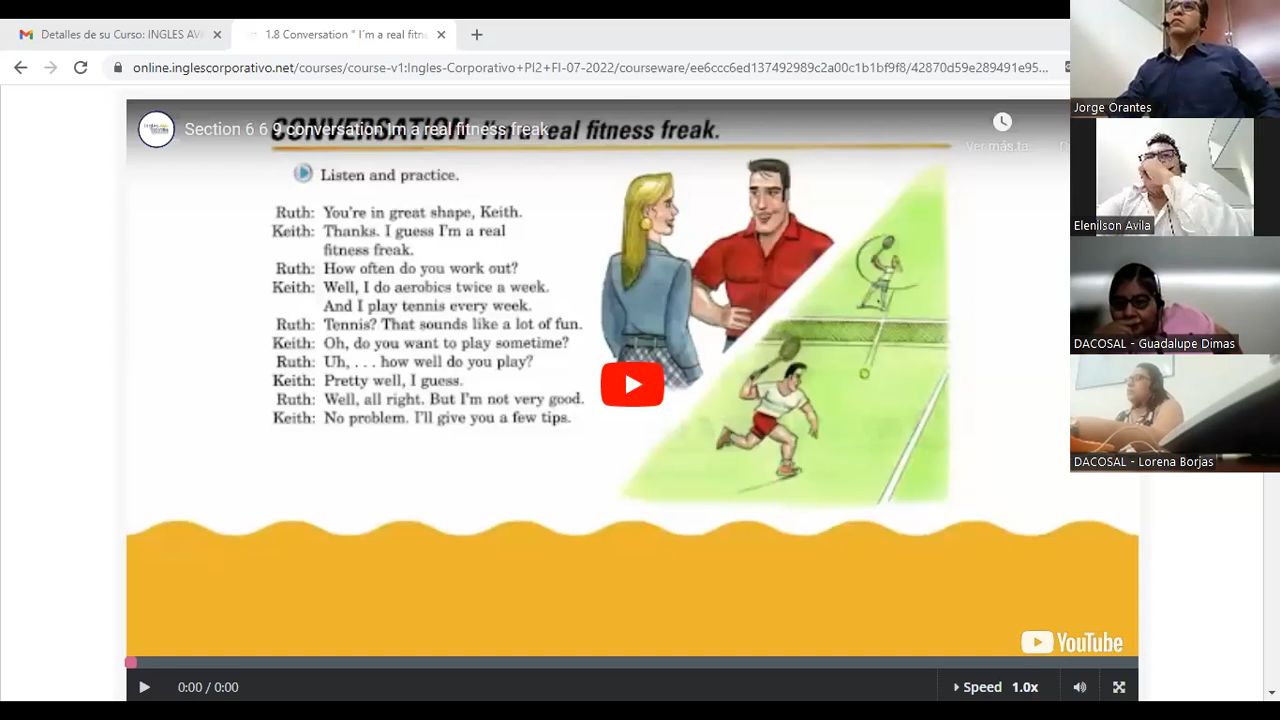 Detalles de su Curso: INGLES AV
1.8 Conversation " I´m a real fitne
online.inglescorporativo.net/courses/course-v1:Ingles-Corporativo+PI2+FI-07-2022/courseware/ee6ccc6ed137492989c2a00c1b1bf9f8/42870d59e289491e95...
Section 6 6 9 conversation Im a real fitness freak
CONVERSATION I'm a real fitness freak.
Ver más ta...
Listen and practice.
Ruth: You're in great shape, Keith.
Keith: Thanks. I guess I'm a real
fitness freak.
Ruth: How often do you work out?
Keith: Well, I do aerobics twice a week.
And I play tennis every week.
Ruth: Tennis? That sounds like a lot of fun.
Keith: Oh, do you want to play sometime?
Ruth: Uh, . . . how well do you play?
Keith: Pretty well, I guess.
Ruth: Well, all right. But I'm not very good.
Keith: No problem. I'll give you a few tips.
YouTube
0:00 / 0:00
Speed 1.0x
Jorge Orantes
Elenilson Avila
DACOSAL - Guadalupe Dimas
DACOSAL - Lorena Borjas